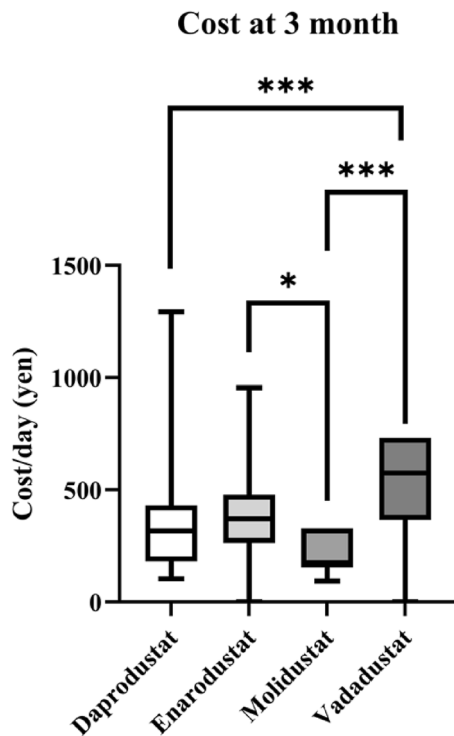 Cost at 3 month
***
***
*
1500
1000
500
0
Cost/day (yen)
Daprodustat
Enarodustat
Molidustat
Vadadustat